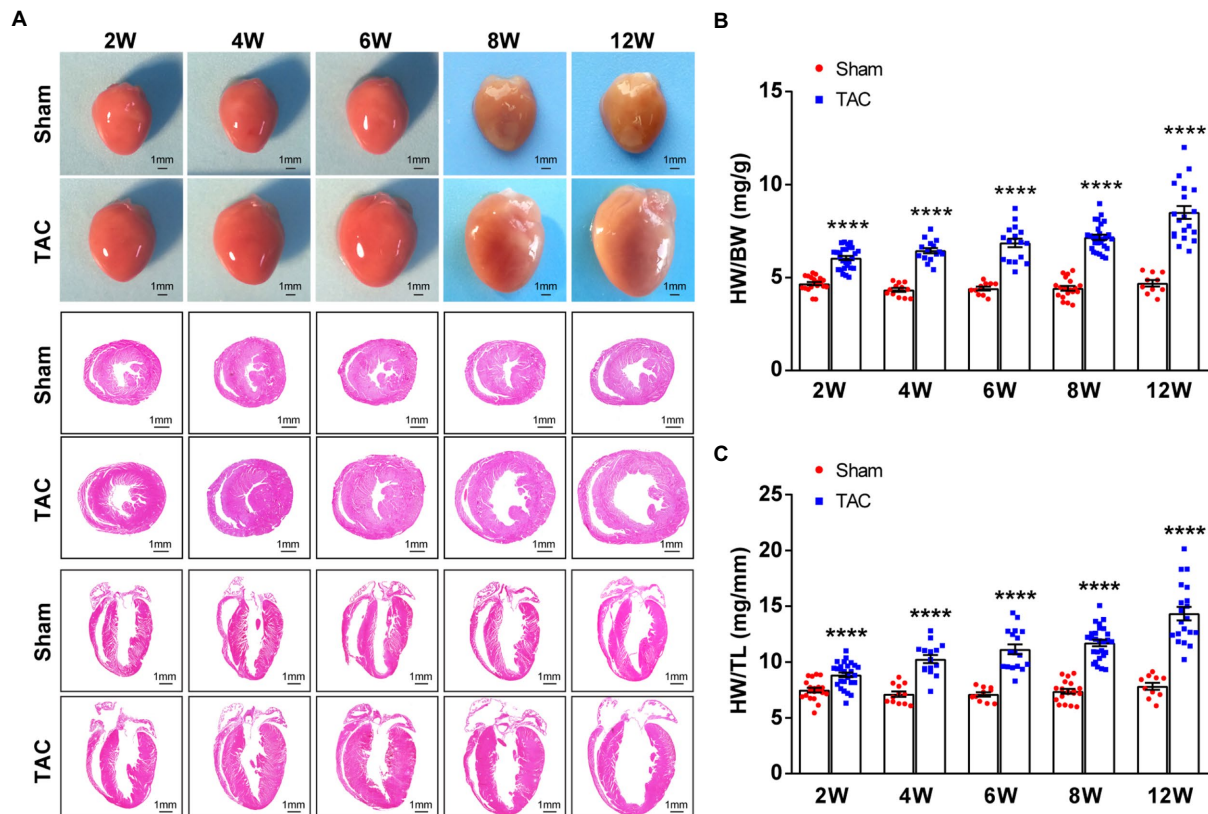 A
2W 4W 6W 8W 12W
Sham
1mm 1mm 1mm 1mm 1mm
TAC
1mm 1mm 1mm 1mm 1mm
Sham
1mm 1mm 1mm 1mm 1mm
TAC
1mm 1mm 1mm 1mm 1mm
Sham
1mm 1mm 1mm 1mm 1mm
TAC
1mm 1mm 1mm 1mm 1mm
B
Sham
TAC
HW/BW (mg/g)
15
10
5
0
**** **** **** **** ****
2W 4W 6W 8W 12W
C
Sham
TAC
HW/TL (mg/mm)
25
20
15
10
5
0
**** **** **** **** ****
2W 4W 6W 8W 12W